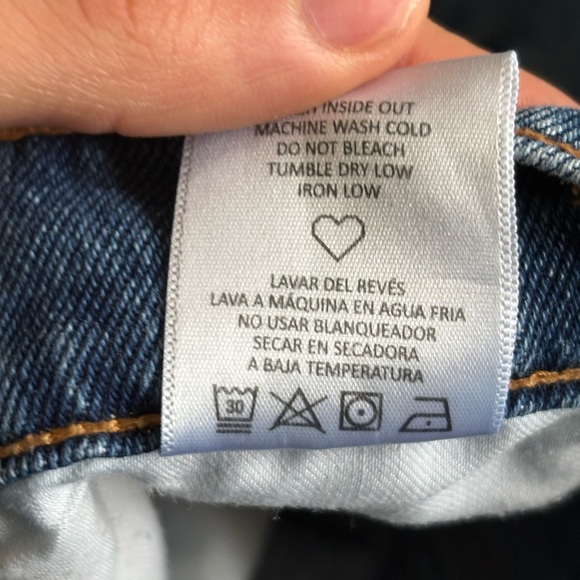 INSIDE OUT
MACHINE WASH COLD
DO NOT BLEACH
TUMBLE DRY LOW
IRON LOW
LAVAR DEL REVÉS
LAVA A MÁQUINA EN AGUA FRIA
NO USAR BLANQUEADOR
SECAR EN SECADORA
A BAJA TEMPERATURA
30